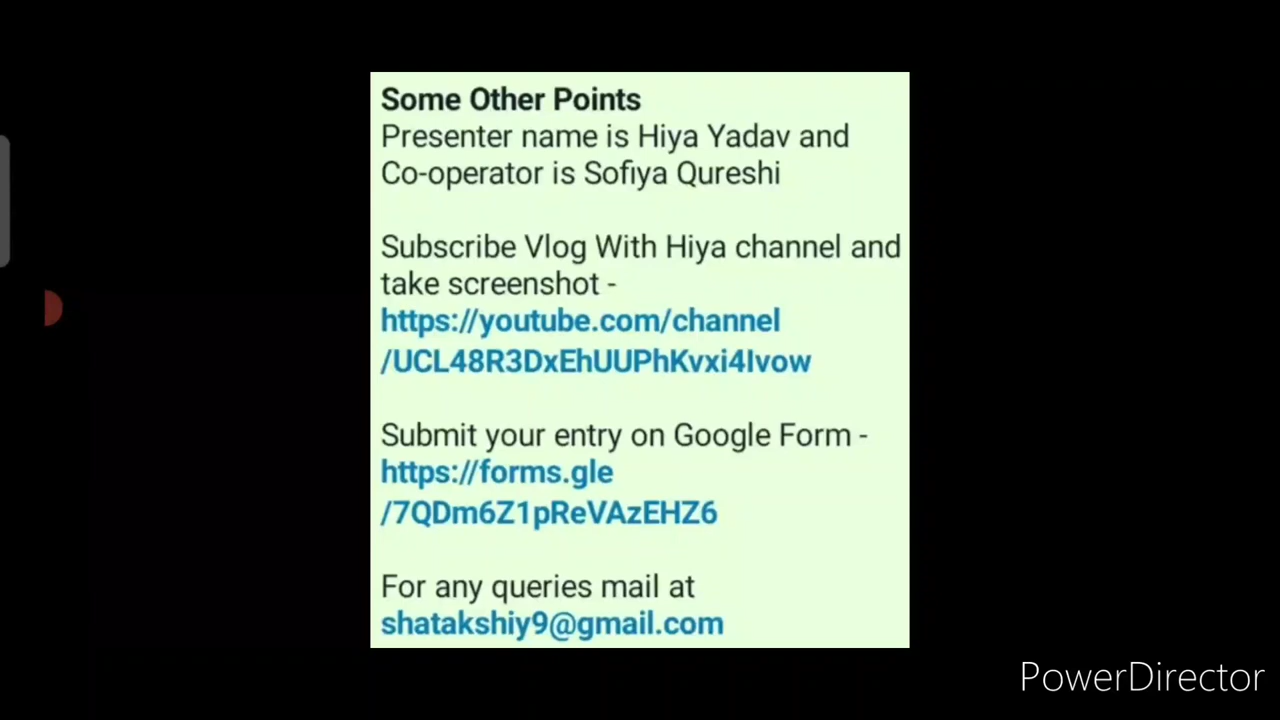 Some Other Points
Presenter name is Hiya Yadav and
Co-operator is Sofiya Qureshi
Subscribe Vlog With Hiya channel and
take screenshot -
https://youtube.com/channel
/UCL48R3DxEhUUPhKvxi4Ivow
Submit your entry on Google Form -
https://forms.gle
/7QDm6Z1pReVAzEHZ6
For any queries mail at
shatakshiy9@gmail.com
PowerDirector